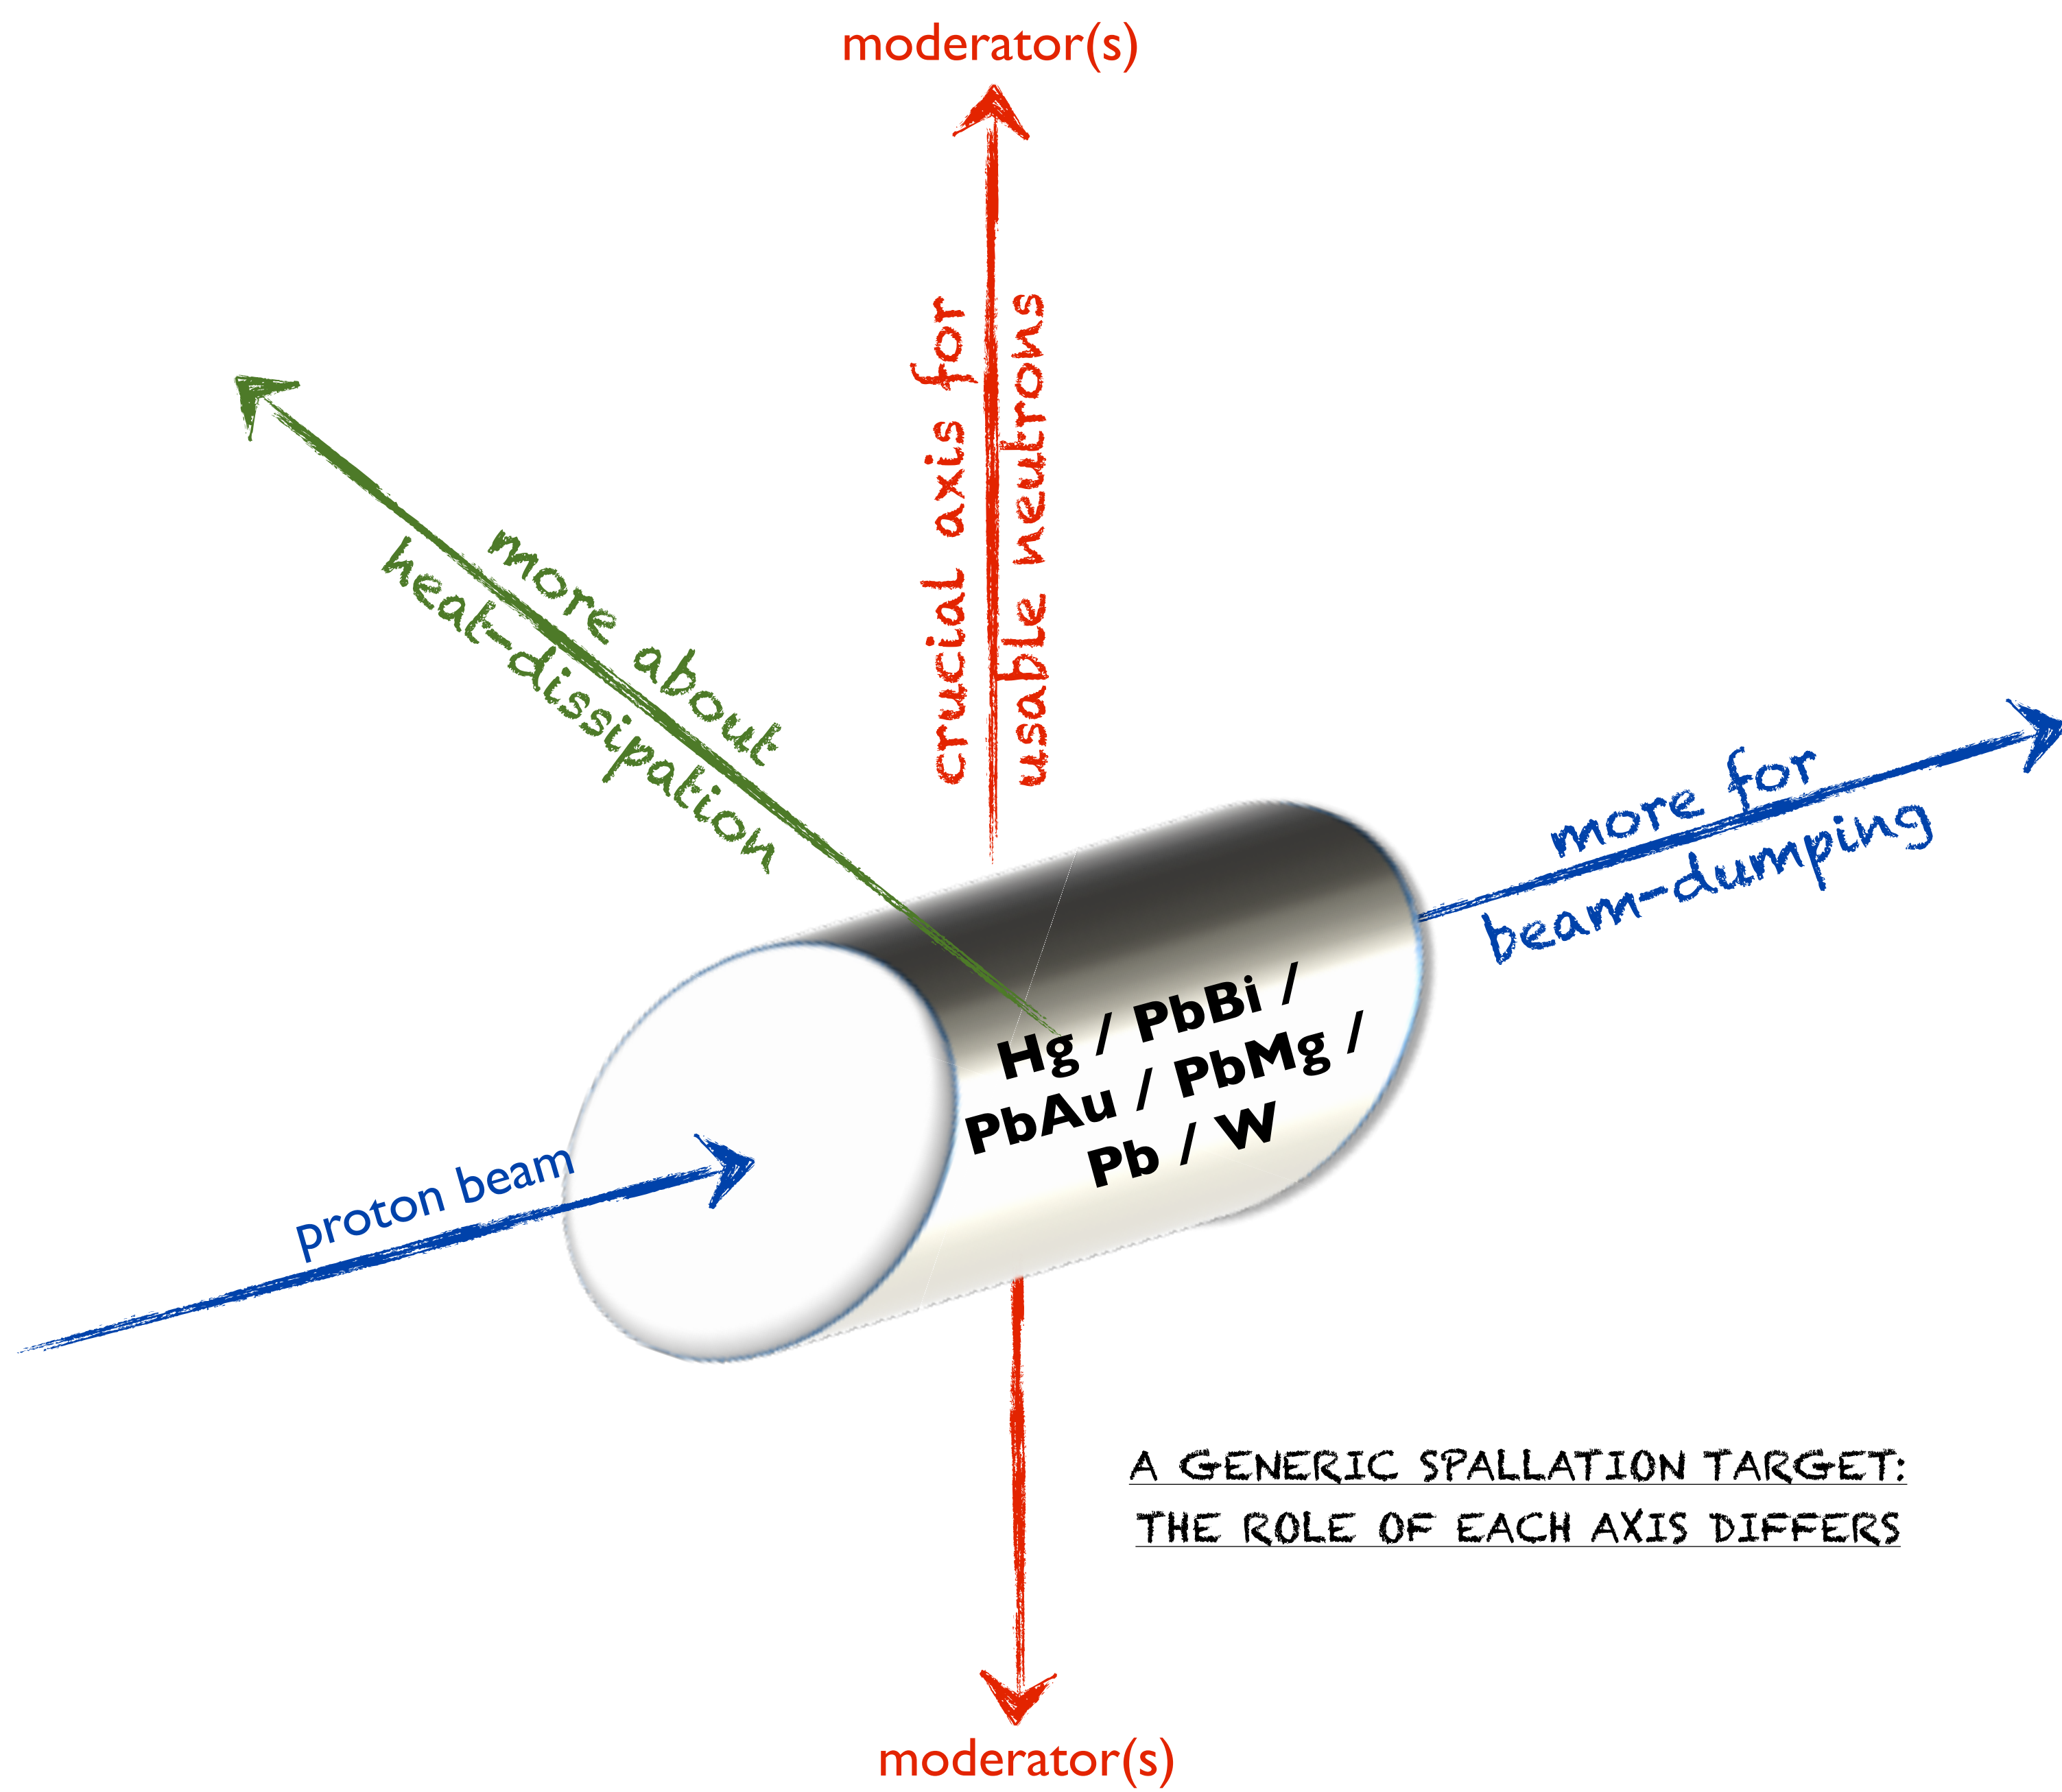 moderator(s)
crucial axis for
usable neutrons
more about
heat-dissipation
more for
beam-dumping
Hg / PbBi /
PbAu / PbMg /
Pb / W
proton beam
A GENERIC SPALLATION TARGET:
THE ROLE OF EACH AXIS DIFFERS
moderator(s)